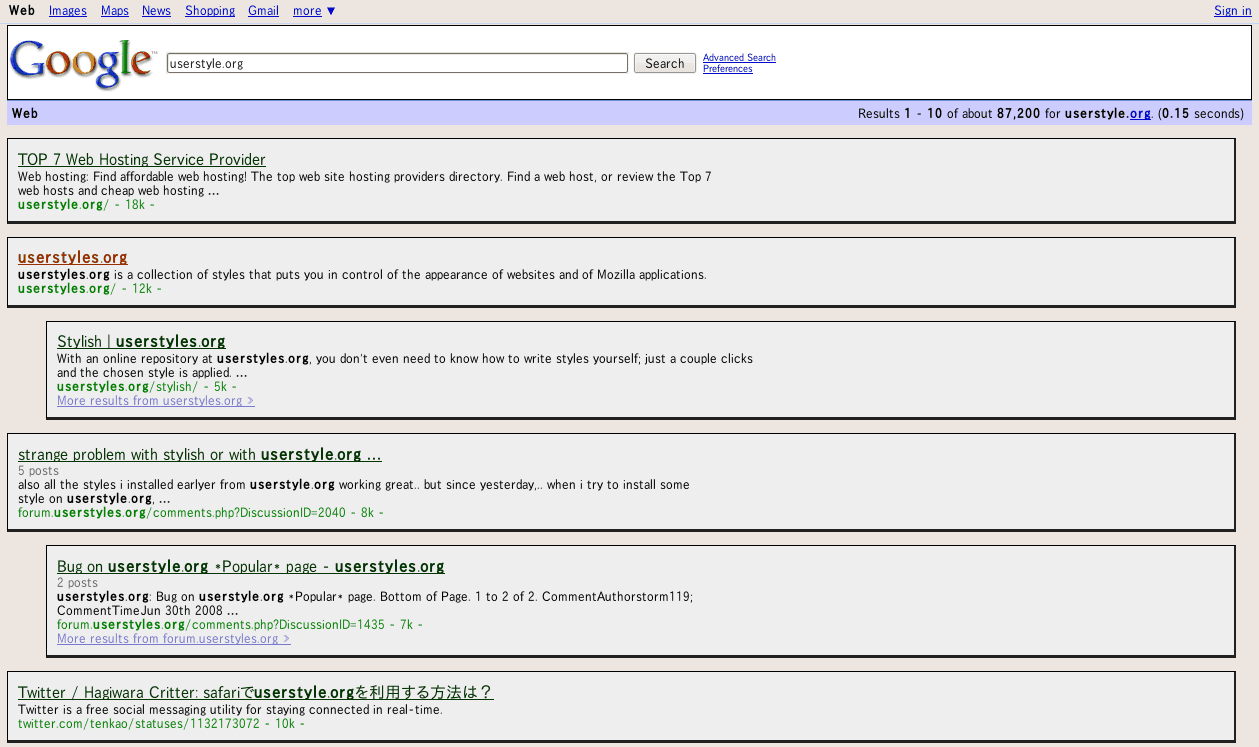 Web Images Maps News Shopping Gmail more ▼ Sign in
Google™ userstyle.org Search Advanced Search
Preferences
Web Results 1 - 10 of about 87,200 for userstyle.org. (0.15 seconds)
TOP 7 Web Hosting Service Provider
Web hosting: Find affordable web hosting! The top web site hosting providers directory. Find a web host, or review the Top 7
web hosts and cheap web hosting ...
userstyle.org/ - 18k -
userstyles.org
userstyles.org is a collection of styles that puts you in control of the appearance of websites and of Mozilla applications.
userstyles.org/ - 12k -
Stylish | userstyles.org
With an online repository at userstyles.org, you don't even need to know how to write styles yourself; just a couple clicks
and the chosen style is applied. ...
userstyles.org/stylish/ - 5k -
More results from userstyles.org »
strange problem with stylish or with userstyle.org ...
5 posts
also all the styles i installed earlyer from userstyle.org working great.. but since yesterday,.. when i try to install some
style on userstyle.org, ...
forum.userstyles.org/comments.php?DiscussionID=2040 - 8k -
Bug on userstyle.org *Popular* page - userstyles.org
2 posts
userstyles.org: Bug on userstyle.org *Popular* page. Bottom of Page. 1 to 2 of 2. CommentAuthorstorm119;
CommentTimeJun 30th 2008 ...
forum.userstyles.org/comments.php?DiscussionID=1435 - 7k -
More results from forum.userstyles.org »
Twitter / Hagiwara Critter: safariでuserstyle.orgを利用する方法は？
Twitter is a free social messaging utility for staying connected in real-time.
twitter.com/tenkao/statuses/1132173072 - 10k -